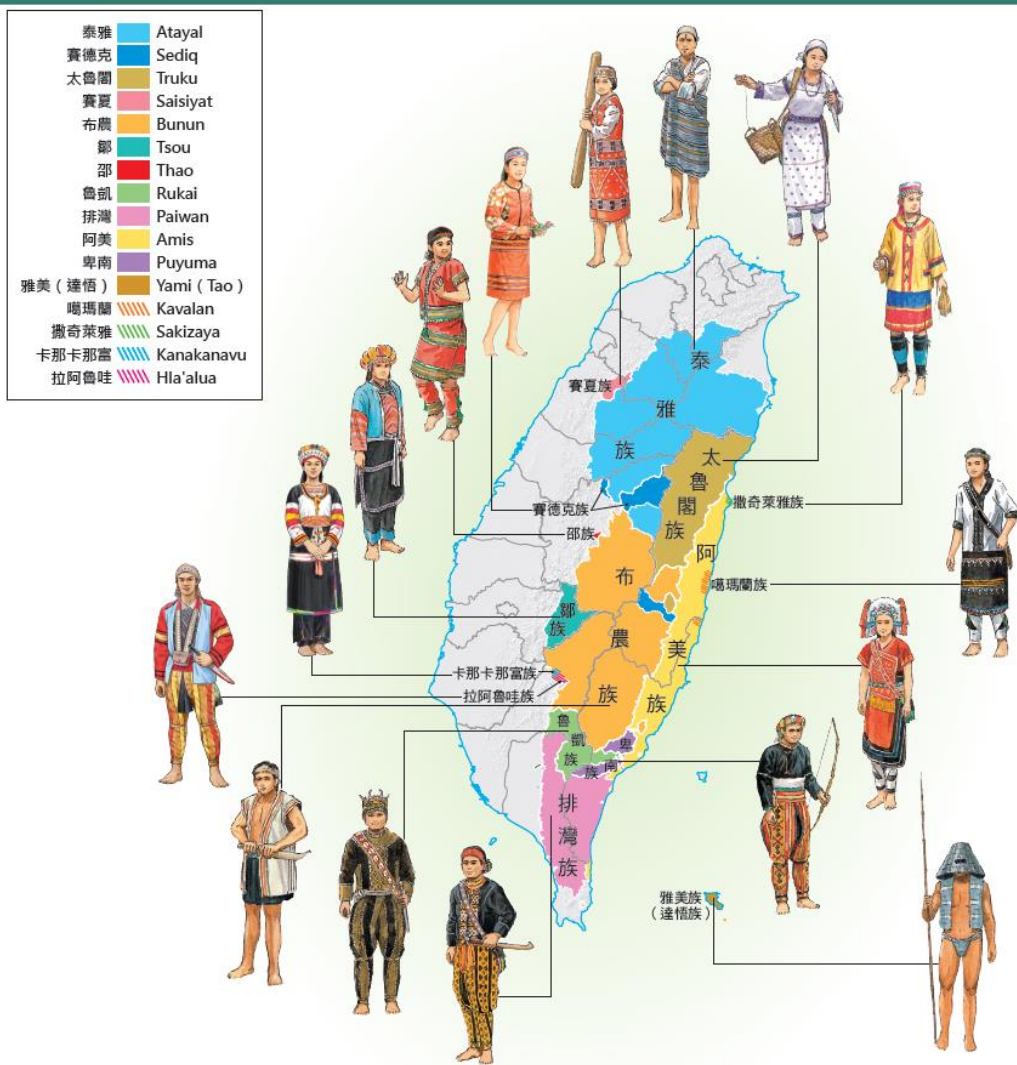 泰雅 Atayal
賽德克 Sediq
太魯閣 Truku
賽夏 Saisiyat
布農 Bunun
鄒 Tsou
邵 Thao
魯凱 Rukai
排灣 Paiwan
阿美 Amis
卑南 Puyuma
雅美（達悟） Yami（Tao）
噶瑪蘭 Kavalan
撒奇萊雅 Sakizaya
卡那卡那富 Kanakanavu
拉阿魯哇 Hla'alua
泰雅族
賽夏族
太魯閣族
賽德克族
撒奇萊雅族
邵族
阿美族
噶瑪蘭族
布農族
鄒族
卡那卡那富族
拉阿魯哇族
魯凱族
卑南族
排灣族
雅美族
（達悟族）